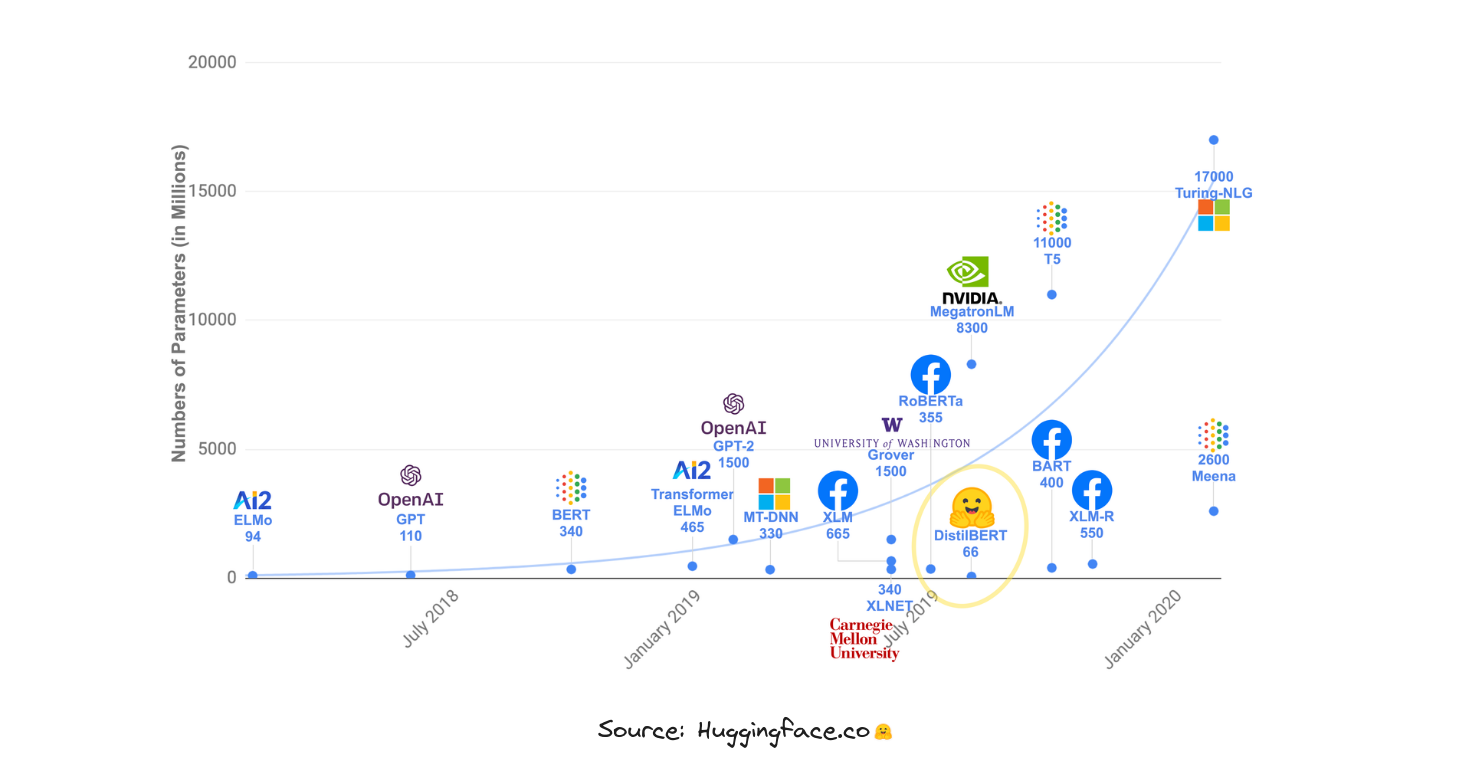 20000
15000
10000
5000
0
Numbers of Parameters (in Millions)
Ai2
ELMo
94
OpenAI
GPT
110
BERT
340
Ai2
Transformer
ELMo
465
OpenAI
GPT-2
1500
MT-DNN
330
XLM
665
W
UNIVERSITY of WASHINGTON
Grover
1500
340
XLNET
Carnegie
Mellon
University
RoBERTa
355
NVIDIA.
MegatronLM
8300
DistilBERT
66
11000
T5
BART
400
XLM-R
550
17000
Turing-NLG
2600
Meena
July 2018
January 2019
July 2019
January 2020
Source: Huggingface.co